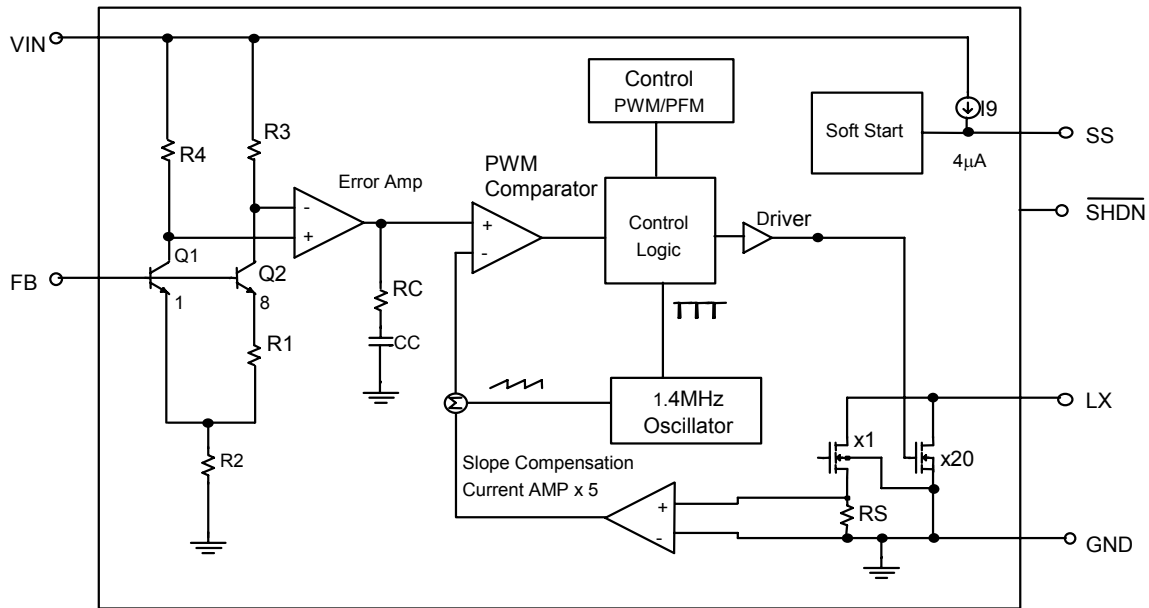 VIN
Control
PWM/PFM
I9
Soft Start
SS
4μA
R3
R4
Error Amp
PWM
Comparator
-
+
+
-
Control
Logic
Driver
SHDN
Q1
Q2
FB
1
8
RC
R1
CC
Σ
1.4MHz
Oscillator
LX
x1
x20
R2
Slope Compensation
Current AMP x 5
+
-
RS
GND